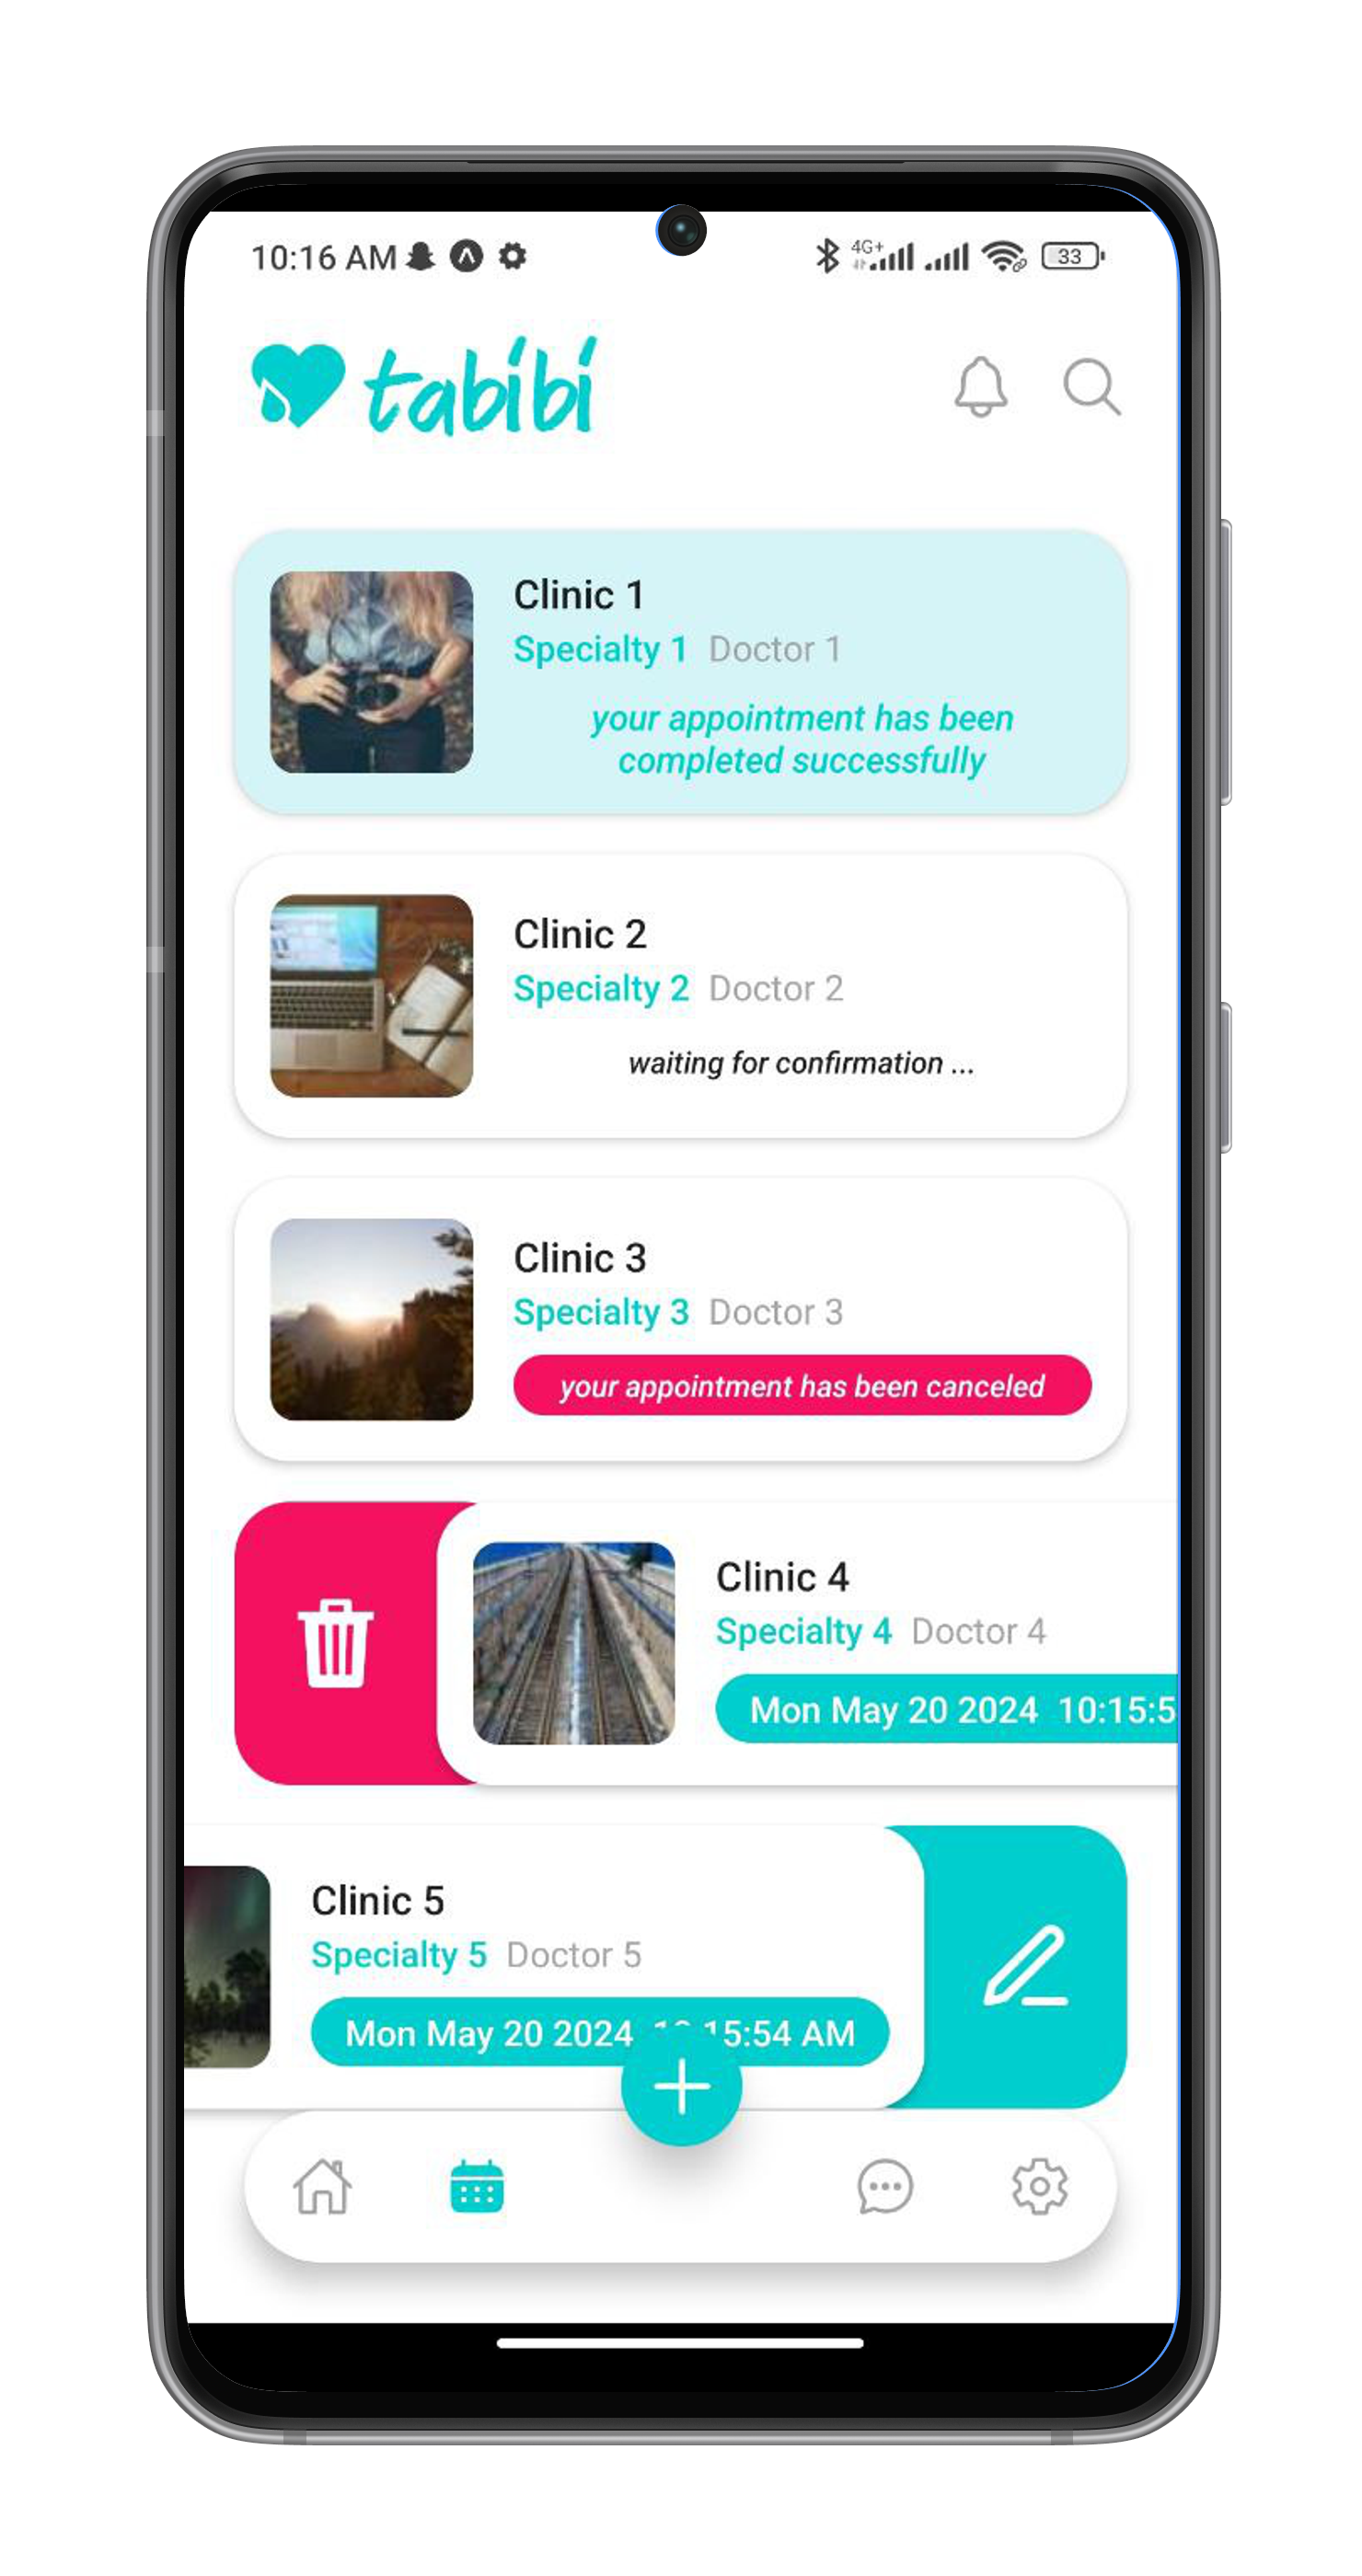 10:16 AM
4G+
33
tabibi
Clinic 1
Specialty 1 Doctor 1
your appointment has been
completed successfully
Clinic 2
Specialty 2 Doctor 2
waiting for confirmation ...
Clinic 3
Specialty 3 Doctor 3
your appointment has been canceled
Clinic 4
Specialty 4 Doctor 4
Mon May 20 2024 10:15:5
Clinic 5
Specialty 5 Doctor 5
Mon May 20 2024 15:54 AM